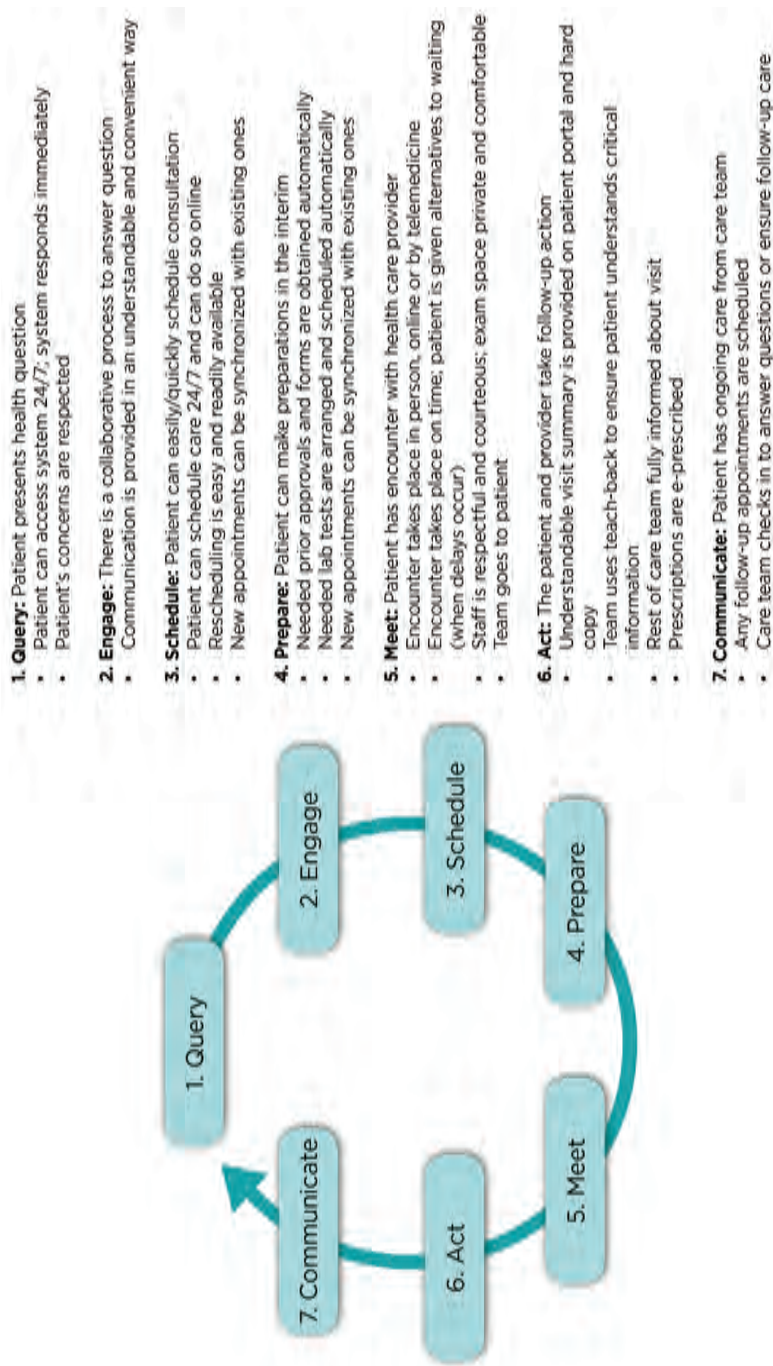 1. Query
2. Engage
3. Schedule
4. Prepare
5. Meet
6. Act
7. Communicate
1. Query: Patient presents health question
• Patient can access system 24/7; system responds immediately
• Patient's concerns are respected
2. Engage: There is a collaborative process to answer question
• Communication is provided in an understandable and convenient way
3. Schedule: Patient can easily/quickly schedule consultation
• Patient can schedule care 24/7 and can do so online
• Rescheduling is easy and readily available
• New appointments can be synchronized with existing ones
4. Prepare: Patient can make preparations in the interim
• Needed prior approvals and forms are obtained automatically
• Needed lab tests are arranged and scheduled automatically
• New appointments can be synchronized with existing ones
5. Meet: Patient has encounter with health care provider
• Encounter takes place in person, online or by telemedicine
• Encounter takes place on time; patient is given alternatives to waiting
(when delays occur)
• Staff is respectful and courteous; exam space private and comfortable
• Team goes to patient
6. Act: The patient and provider take follow-up action
• Understandable visit summary is provided on patient portal and hard
copy
• Team uses teach-back to ensure patient understands critical
information
• Rest of care team fully informed about visit
• Prescriptions are e-prescribed
7. Communicate: Patient has ongoing care from care team
• Any follow-up appointments are scheduled
• Care team checks in to answer questions or ensure follow-up care